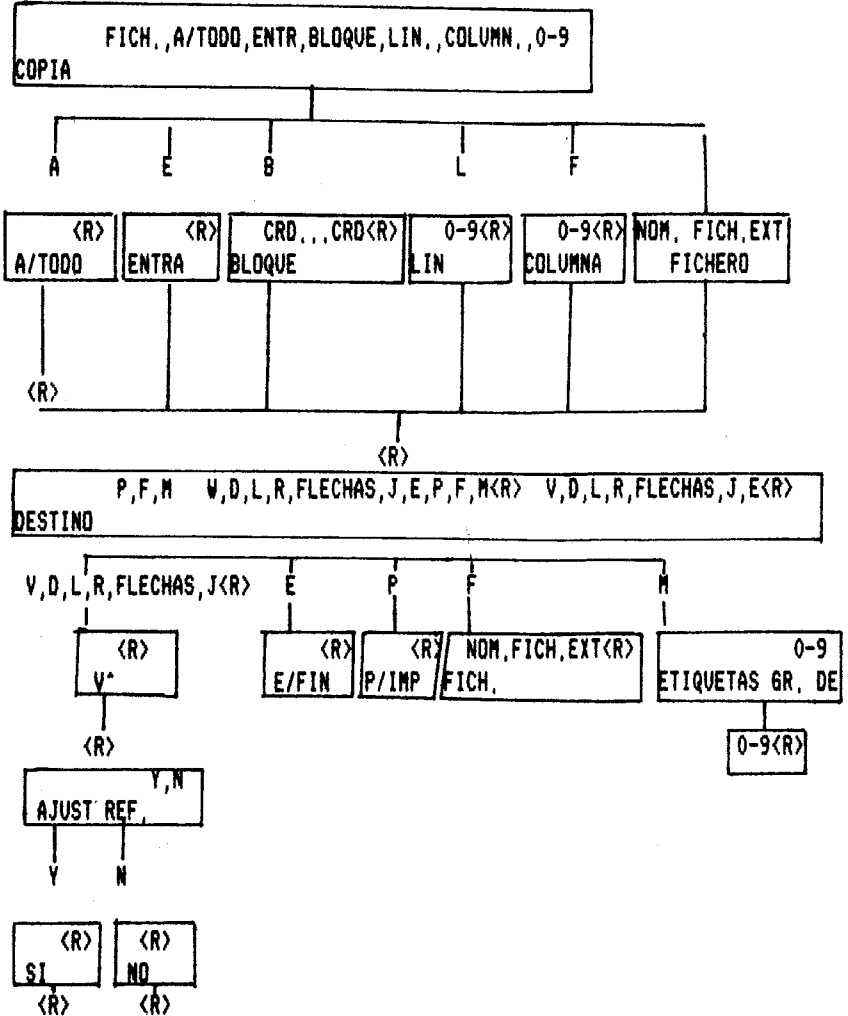 FICH.,A/TODO,ENTR,BLOQUE,LIN.,COLUMN.,0-9
COPIA
A E B L F
<R> <R> CRD...CRD<R> 0-9<R> 0-9<R> NOM. FICH.EXT
A/TODO ENTRA BLOQUE LIN COLUMNA FICHERO
<R>
<R>
P,F,M W,D,L,R,FLECHAS,J,E,P,F,M<R> V,D,L,R,FLECHAS,J,E<R>
DESTINO
V,D,L,R,FLECHAS,J<R> E P F M
<R> <R> <R> NOM,FICH,EXT<R> 0-9
V^ E/FIN P/IMP FICH. ETIQUETAS GR. DE
<R> 0-9<R>
Y,N
AJUST REF.
Y N
<R> <R>
SI NO
<R> <R>